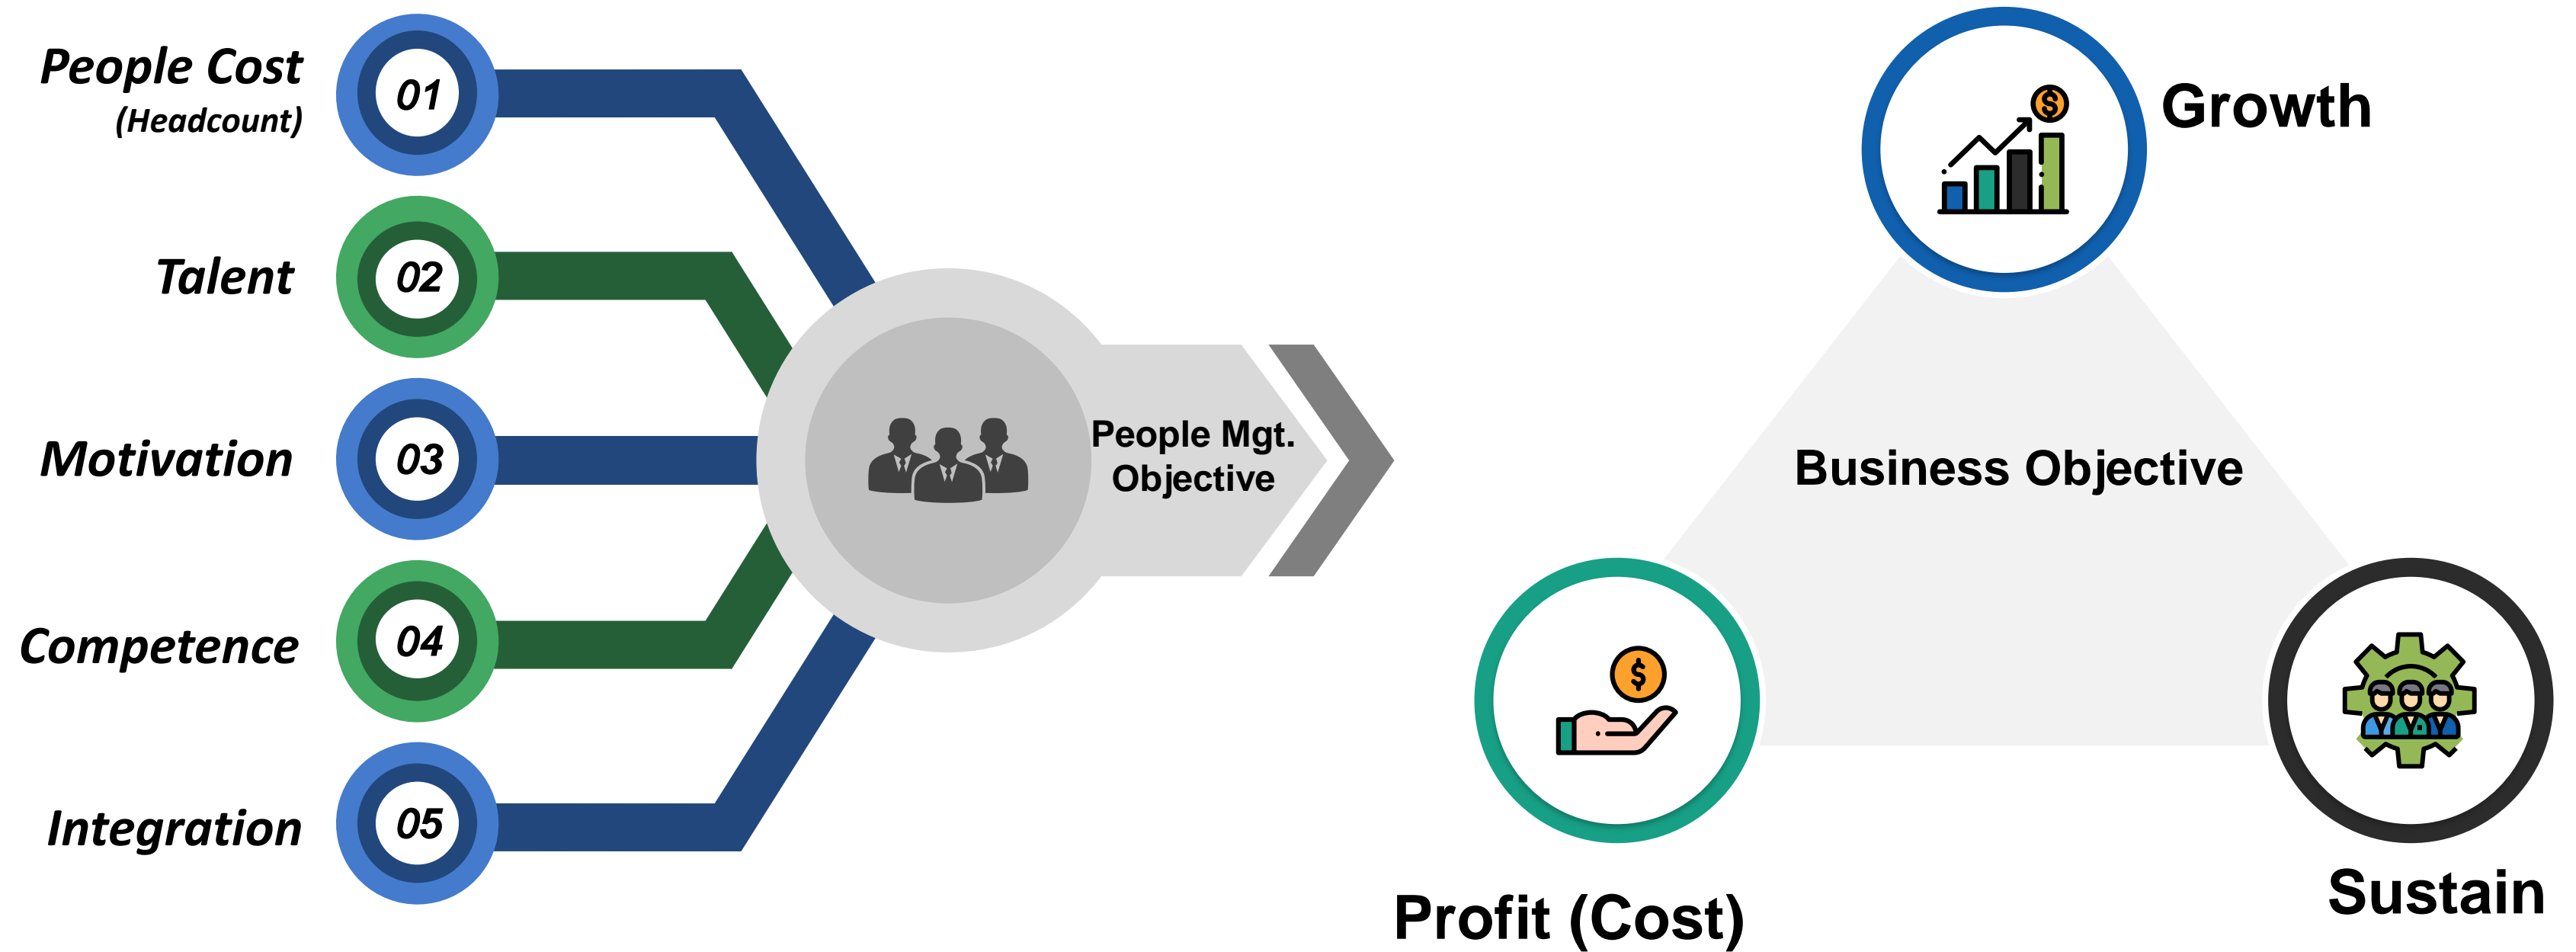 People Cost
(Headcount)
01
Talent
02
Motivation
03
Competence
04
Integration
05
People Mgt.
Objective
Growth
Business Objective
Profit (Cost)
Sustain